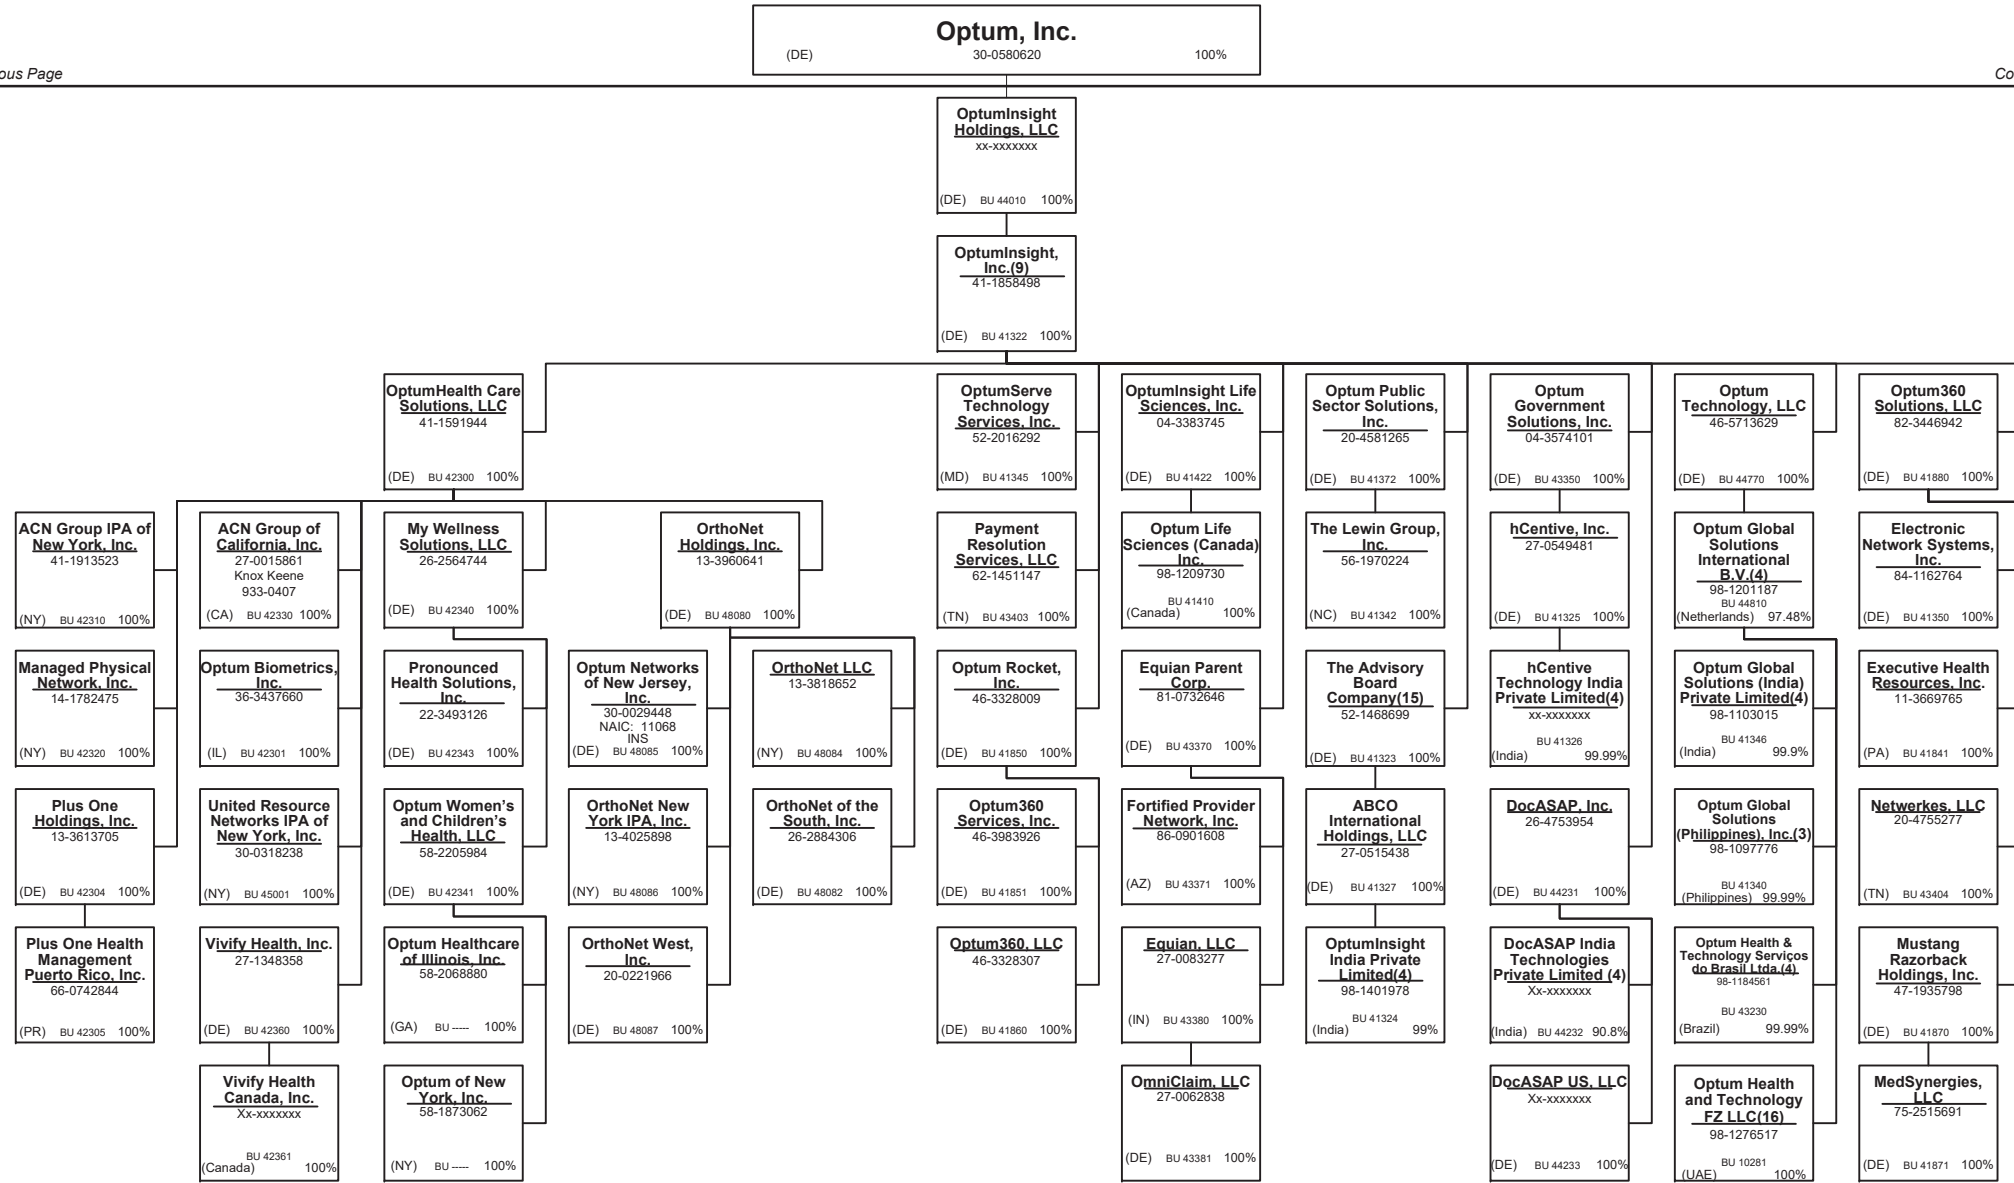 Optum, Inc.
(DE) 30-0580620 100%
ous Page
Co
OptumInsight
Holdings, LLC
xx-xxxxxxx
(DE) BU 44010 100%
OptumInsight,
Inc.(9)
41-1858498
(DE) BU 41322 100%
OptumHealth Care
Solutions, LLC
41-1591944
(DE) BU 42300 100%
OptumServe
Technology
Services, Inc.
52-2016292
(MD) BU 41345 100%
OptumInsight Life
Sciences, Inc.
04-3383745
(DE) BU 41422 100%
Optum Public
Sector Solutions,
Inc.
20-4581265
(DE) BU 41372 100%
Optum
Government
Solutions, Inc.
04-3574101
(DE) BU 43350 100%
Optum
Technology, LLC
46-5713629
(DE) BU 44770 100%
Optum360
Solutions, LLC
82-3446942
(DE) BU 41880 100%
ACN Group IPA of
New York, Inc.
41-1913523
(NY) BU 42310 100%
ACN Group of
California, Inc.
27-0015861
Knox Keene
933-0407
(CA) BU 42330 100%
My Wellness
Solutions, LLC
26-2564744
(DE) BU 42340 100%
OrthoNet
Holdings, Inc.
13-3960641
(DE) BU 48080 100%
Payment
Resolution
Services, LLC
62-1451147
(TN) BU 43403 100%
Optum Life
Sciences (Canada)
Inc.
98-1209730
BU 41410
(Canada) 100%
The Lewin Group,
Inc.
56-1970224
(NC) BU 41342 100%
hCentive, Inc.
27-0549481
(DE) BU 41325 100%
Optum Global
Solutions
International
B.V.(4)
98-1201187
BU 44810
(Netherlands) 97.48%
Electronic
Network Systems,
Inc.
84-1162764
(DE) BU 41350 100%
Managed Physical
Network, Inc.
14-1782475
(NY) BU 42320 100%
Optum Biometrics,
Inc.
36-3437660
(IL) BU 42301 100%
Pronounced
Health Solutions,
Inc.
22-3493126
(DE) BU 42343 100%
Optum Networks
of New Jersey,
Inc.
30-0029448
NAIC: 11068
INS
(DE) BU 48085 100%
OrthoNet LLC
13-3818652
(NY) BU 48084 100%
Optum Rocket,
Inc.
46-3328009
(DE) BU 41850 100%
Equian Parent
Corp.
81-0732646
(DE) BU 43370 100%
The Advisory
Board
Company(15)
52-1468699
(DE) BU 41323 100%
hCentive
Technology India
Private Limited(4)
xx-xxxxxxx
BU 41326
(India) 99.99%
Optum Global
Solutions (India)
Private Limited(4)
98-1103015
BU 41346
(India) 99.9%
Executive Health
Resources, Inc.
11-3669765
(PA) BU 41841 100%
Plus One
Holdings, Inc.
13-3613705
(DE) BU 42304 100%
United Resource
Networks IPA of
New York, Inc.
30-0318238
(NY) BU 45001 100%
Optum Women's
and Children's
Health, LLC
58-2205984
(DE) BU 42341 100%
OrthoNet New
York IPA, Inc.
13-4025898
(NY) BU 48086 100%
OrthoNet of the
South, Inc.
26-2884306
(DE) BU 48082 100%
Optum360
Services, Inc.
46-3983926
(DE) BU 41851 100%
Fortified Provider
Network, Inc.
86-0901608
(AZ) BU 43371 100%
ABCO
International
Holdings, LLC
27-0515438
(DE) BU 41327 100%
DocASAP, Inc.
26-4753954
(DE) BU 44231 100%
Optum Global
Solutions
(Philippines), Inc.(3)
98-1097776
BU 41340
(Philippines) 99.99%
Netwerkes, LLC
20-4755277
(TN) BU 43404 100%
Plus One Health
Management
Puerto Rico, Inc.
66-0742844
(PR) BU 42305 100%
Vivify Health, Inc.
27-1348358
(DE) BU 42360 100%
Optum Healthcare
of Illinois, Inc.
58-2068880
(GA) BU ----- 100%
OrthoNet West,
Inc.
20-0221966
(DE) BU 48087 100%
Optum360, LLC
46-3328307
(DE) BU 41860 100%
Equian, LLC
27-0083277
(IN) BU 43380 100%
OptumInsight
India Private
Limited(4)
98-1401978
BU 41324
(India) 99%
DocASAP India
Technologies
Private Limited (4)
Xx-xxxxxxx
(India) BU 44232 90.8%
Optum Health &
Technology Serviços
do Brasil Ltda.(4)
98-1184561
BU 43230
(Brazil) 99.99%
Mustang
Razorback
Holdings, Inc.
47-1935798
(DE) BU 41870 100%
Vivify Health
Canada, Inc.
Xx-xxxxxxx
BU 42361
(Canada) 100%
Optum of New
York, Inc.
58-1873062
(NY) BU ----- 100%
OmniClaim, LLC
27-0062838
(DE) BU 43381 100%
DocASAP US, LLC
Xx-xxxxxxx
(DE) BU 44233 100%
Optum Health
and Technology
FZ LLC(16)
98-1276517
BU 10281
(UAE) 100%
MedSynergies,
LLC
75-2515691
(DE) BU 41871 100%